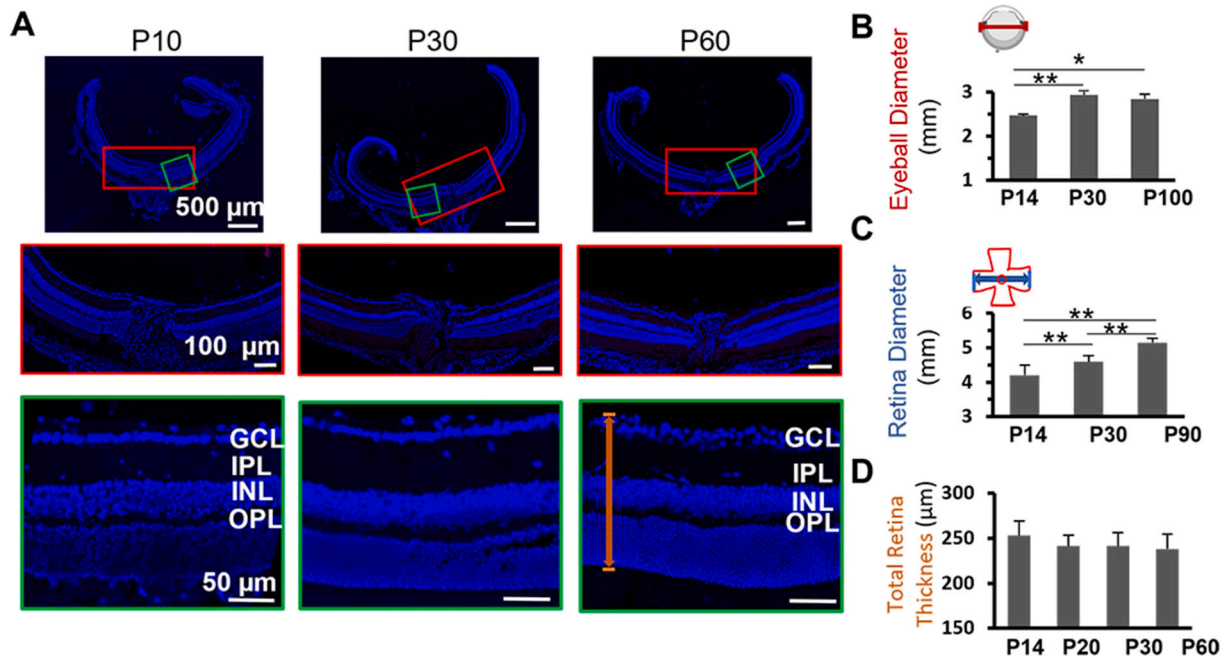 A
P10 P30 P60
500 µm
100 µm
GCL
IPL
INL
OPL
50 µm
GCL
IPL
INL
OPL
B
Eyeball Diameter
(mm)
*
**
3
2
1
P14 P30 P100
C
Retina Diameter
(mm)
**
** **
6
5
4
3
P14 P30 P90
D
Total Retina
Thickness (µm)
300
250
200
150
P14 P20 P30 P60